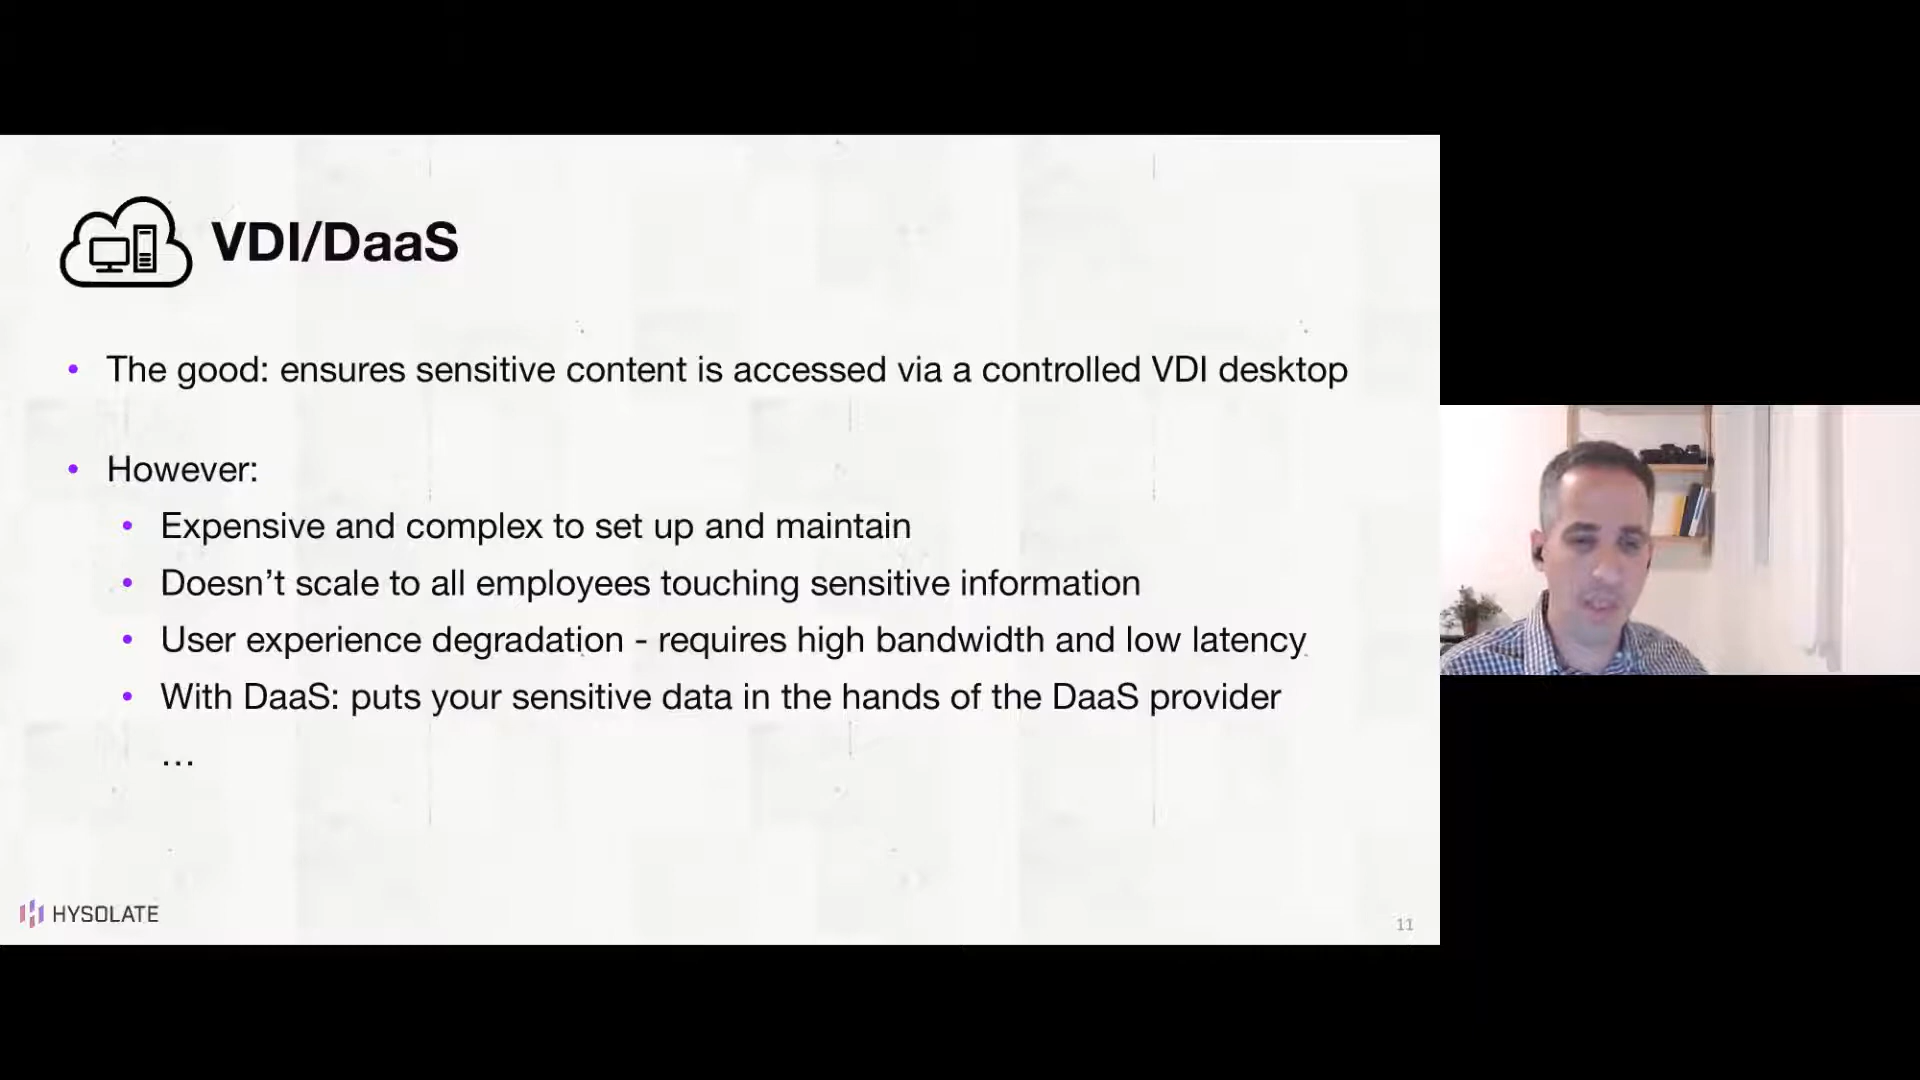 VDI/DaaS
• The good: ensures sensitive content is accessed via a controlled VDI desktop
• However:
• Expensive and complex to set up and maintain
• Doesn’t scale to all employees touching sensitive information
• User experience degradation - requires high bandwidth and low latency
• With DaaS: puts your sensitive data in the hands of the DaaS provider
…
HYSOLATE
11